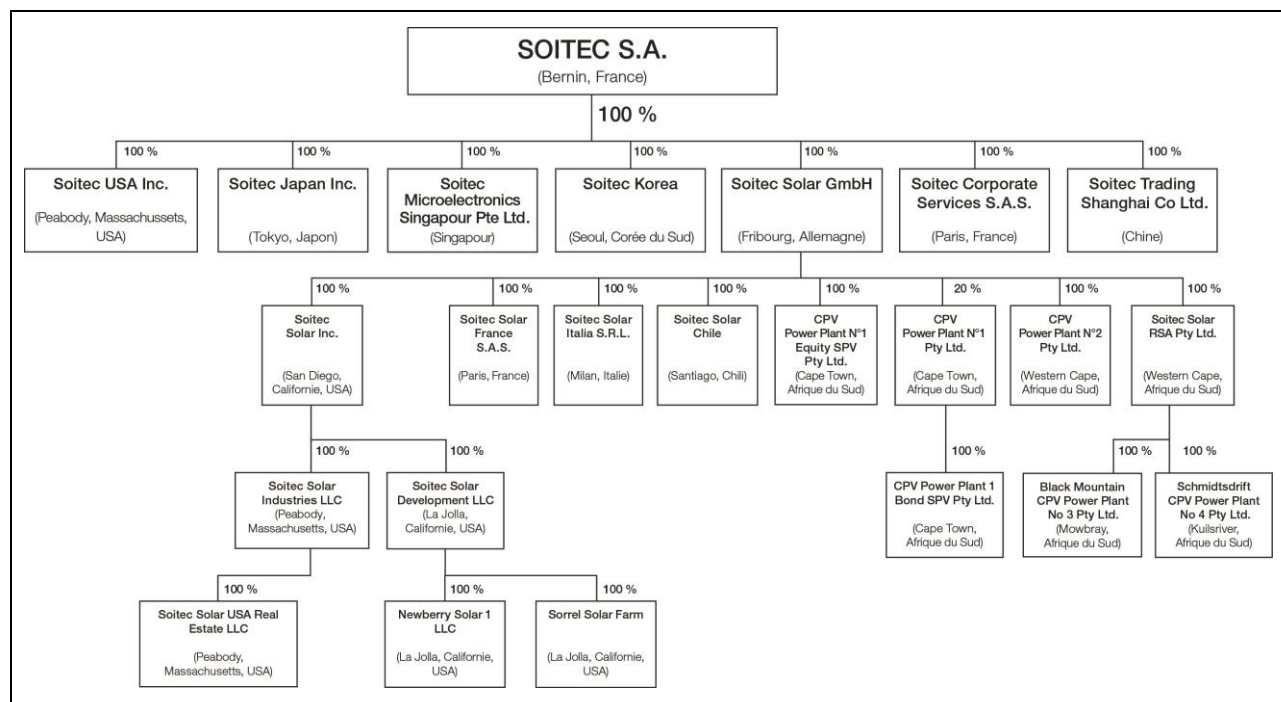 SOITEC S.A.
(Bernin, France)
100 %
100 %
Soitec USA Inc.
(Peabody, Massachussets,
USA)
100 %
Soitec Japan Inc.
(Tokyo, Japon)
100 %
Soitec
Microelectronics
Singapour Pte Ltd.
(Singapour)
100 %
Soitec Korea
(Seoul, Corée du Sud)
100 %
Soitec Solar GmbH
(Fribourg, Allemagne)
100 %
Soitec Corporate
Services S.A.S.
(Paris, France)
100 %
Soitec Trading
Shanghai Co Ltd.
(Chine)
100 %
Soitec
Solar Inc.
(San Diego,
Californie, USA)
100 %
Soitec Solar
France
S.A.S.
(Paris, France)
100 %
Soitec Solar
Italia S.R.L.
(Milan, Italie)
100 %
Soitec Solar
Chile
(Santiago, Chili)
100 %
CPV
Power Plant N°1
Equity SPV
Pty Ltd.
(Cape Town,
Afrique du Sud)
20 %
CPV
Power Plant N°1
Pty Ltd.
(Cape Town,
Afrique du Sud)
100 %
CPV
Power Plant N°2
Pty Ltd.
(Western Cape,
Afrique du Sud)
100 %
Soitec Solar
RSA Pty Ltd.
(Western Cape,
Afrique du Sud)
100 %
Soitec Solar
Industries LLC
(Peabody,
Massachusetts, USA)
100 %
Soitec Solar
Development LLC
(La Jolla,
Californie, USA)
100 %
CPV Power Plant 1
Bond SPV Pty Ltd.
(Cape Town,
Afrique du Sud)
100 %
Black Mountain
CPV Power Plant
No 3 Pty Ltd.
(Mowbray,
Afrique du Sud)
100 %
Schmidtsdrift
CPV Power Plant
No 4 Pty Ltd.
(Kuilsriver,
Afrique du Sud)
100 %
Soitec Solar USA Real
Estate LLC
(Peabody,
Massachusetts, USA)
100 %
Newberry Solar 1
LLC
(La Jolla, Californie,
USA)
100 %
Sorrel Solar Farm
(La Jolla, Californie,
USA)